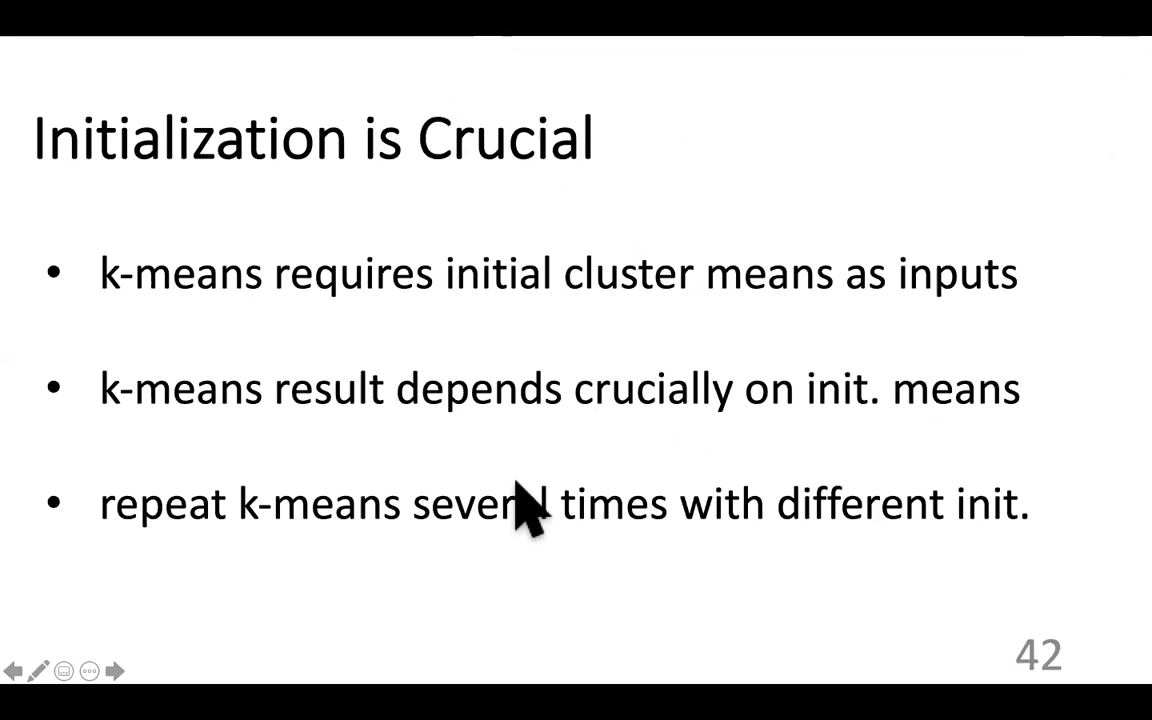 Initialization is Crucial
• k-means requires initial cluster means as inputs
• k-means result depends crucially on init. means
• repeat k-means several times with different init.
42